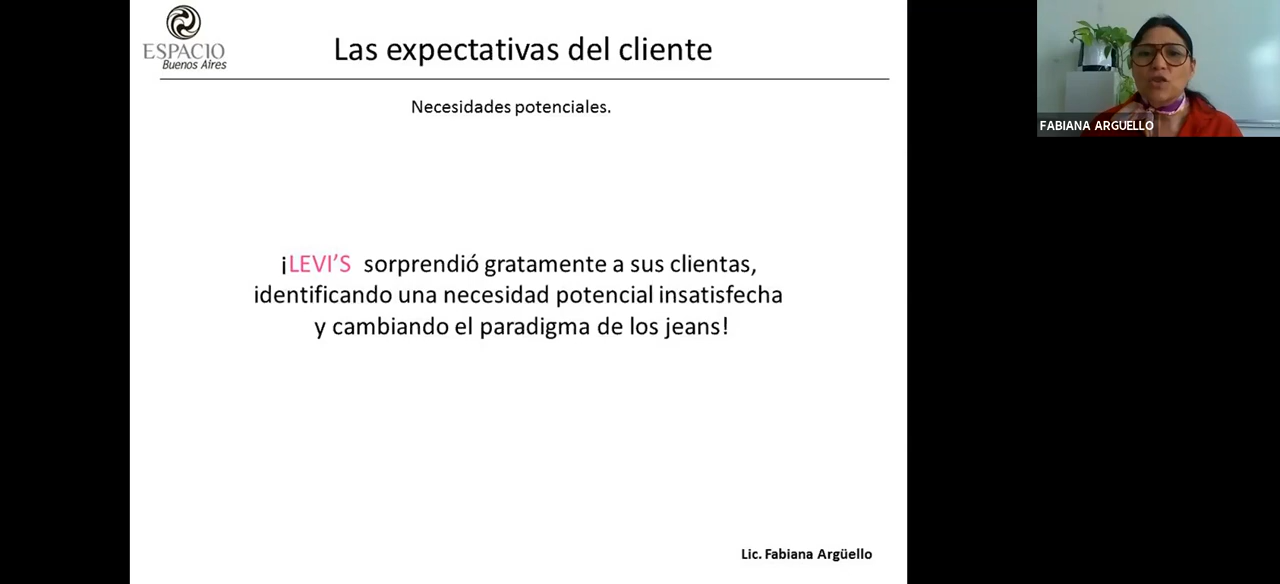 ESPACIO
Buenos Aires
Las expectativas del cliente
Necesidades potenciales.
¡LEVI’S sorprendió gratamente a sus clientas,
identificando una necesidad potencial insatisfecha
y cambiando el paradigma de los jeans!
Lic. Fabiana Argüello
FABIANA ARGUELLO